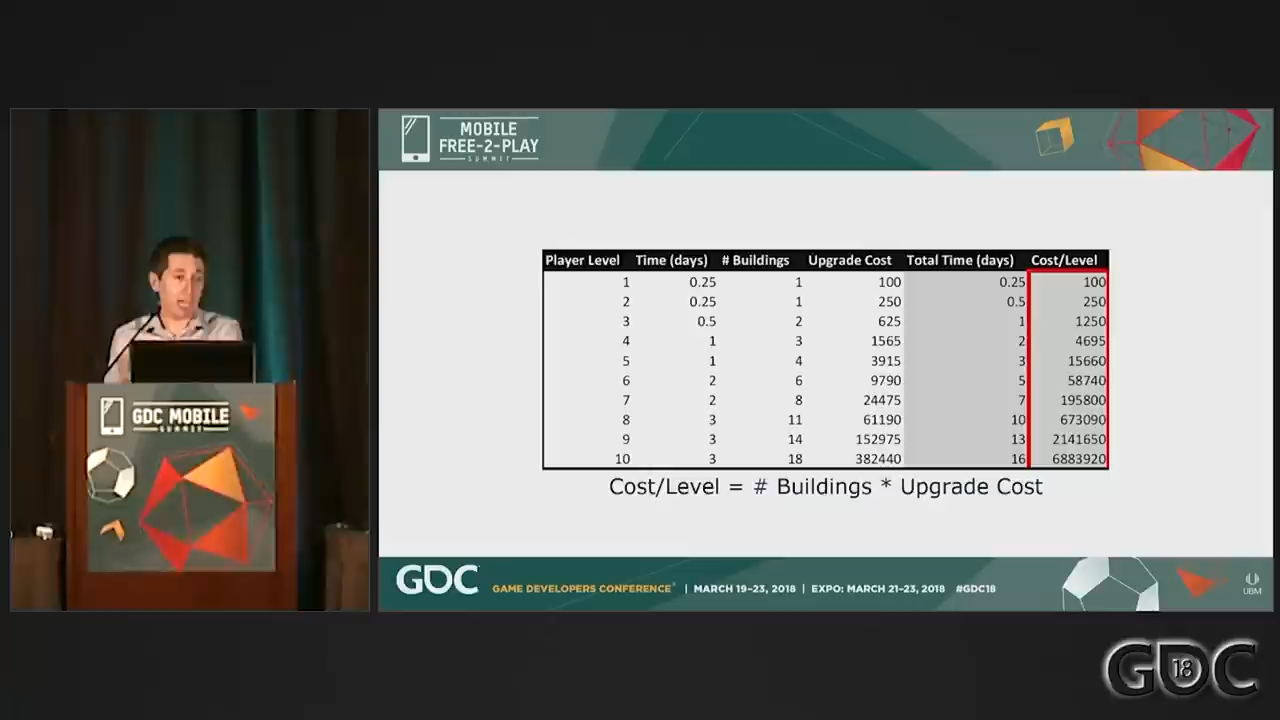 MOBILE
FREE-2-PLAY
SUMMIT
Player Level Time (days) # Buildings Upgrade Cost Total Time (days) Cost/Level
1 0.25 1 100 0.25 100
2 0.25 1 250 0.5 250
3 0.5 2 625 1 1250
4 1 3 1565 2 4695
5 1 4 3915 3 15660
6 2 6 9790 5 58740
7 2 8 24475 7 195800
8 3 11 61190 10 673090
9 3 14 152975 13 2141650
10 3 18 382440 16 6883920
Cost/Level = # Buildings * Upgrade Cost
GDC MOBILE
SUMMIT
GDC GAME DEVELOPERS CONFERENCE® | MARCH 19–23, 2018 | EXPO: MARCH 21–23, 2018 #GDC18
UBM
GDC 18